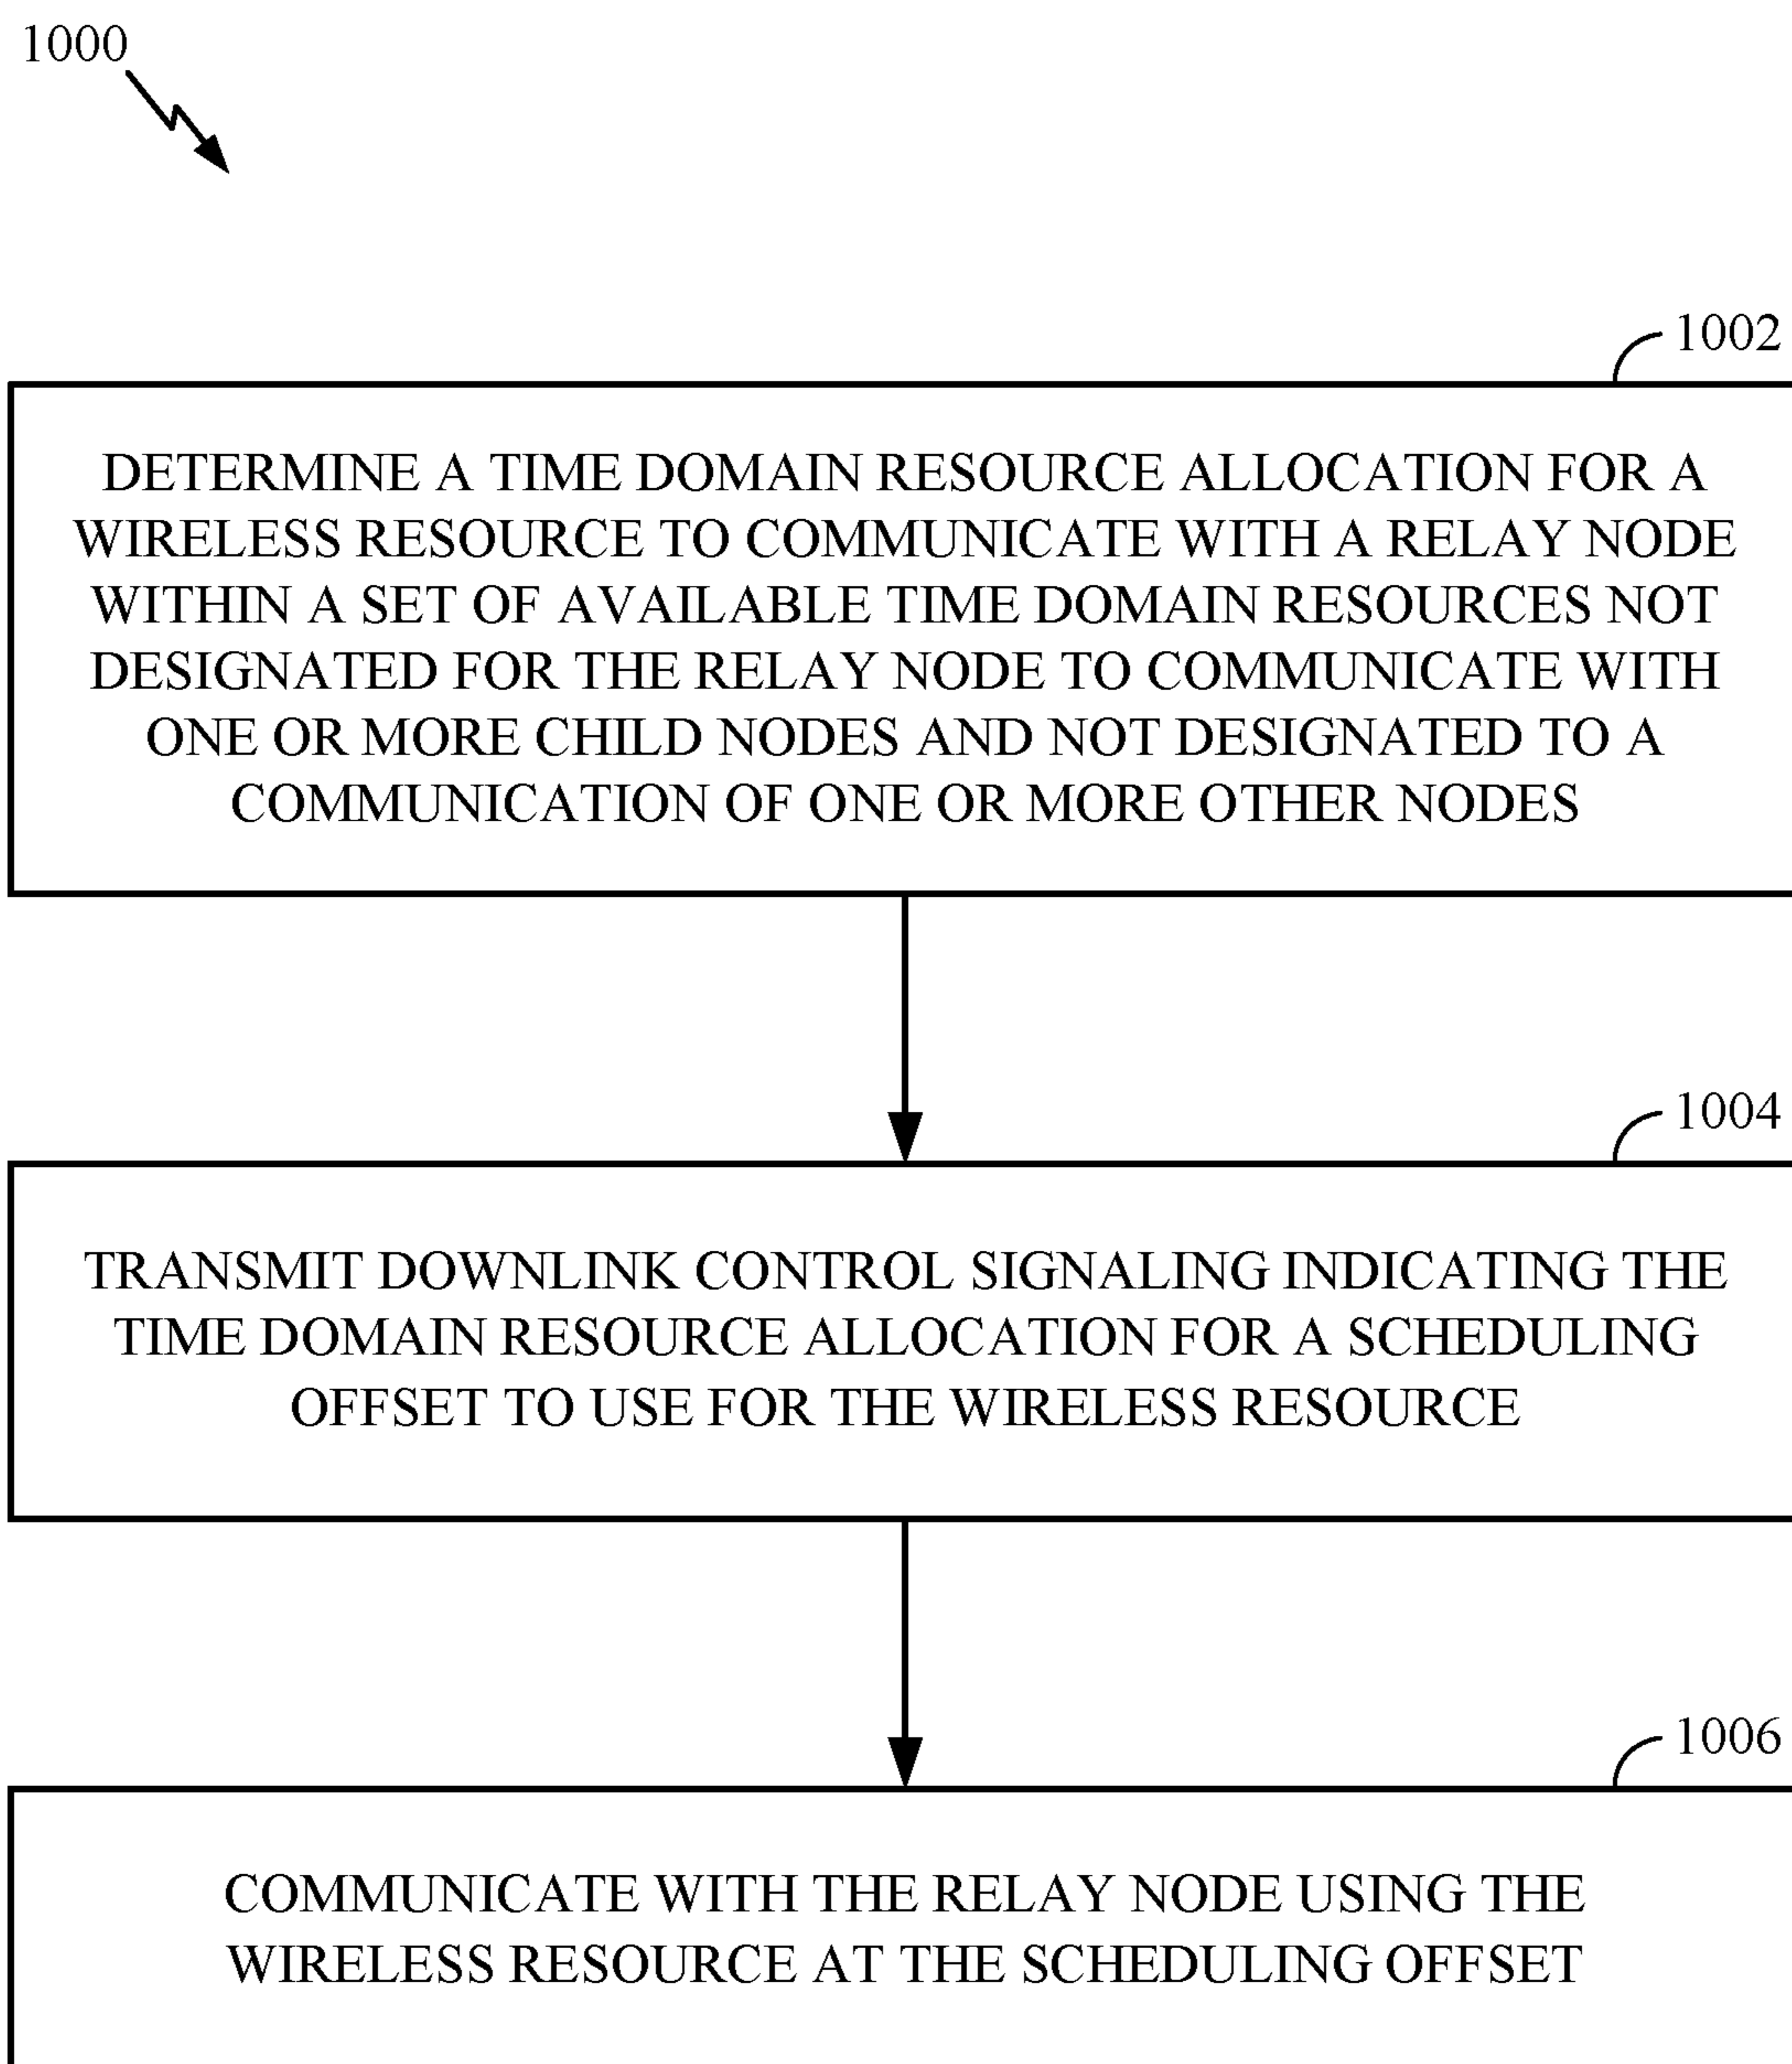 1000
1002
DETERMINE A TIME DOMAIN RESOURCE ALLOCATION FOR A
WIRELESS RESOURCE TO COMMUNICATE WITH A RELAY NODE
WITHIN A SET OF AVAILABLE TIME DOMAIN RESOURCES NOT
DESIGNATED FOR THE RELAY NODE TO COMMUNICATE WITH
ONE OR MORE CHILD NODES AND NOT DESIGNATED TO A
COMMUNICATION OF ONE OR MORE OTHER NODES
1004
TRANSMIT DOWNLINK CONTROL SIGNALING INDICATING THE
TIME DOMAIN RESOURCE ALLOCATION FOR A SCHEDULING
OFFSET TO USE FOR THE WIRELESS RESOURCE
1006
COMMUNICATE WITH THE RELAY NODE USING THE
WIRELESS RESOURCE AT THE SCHEDULING OFFSET